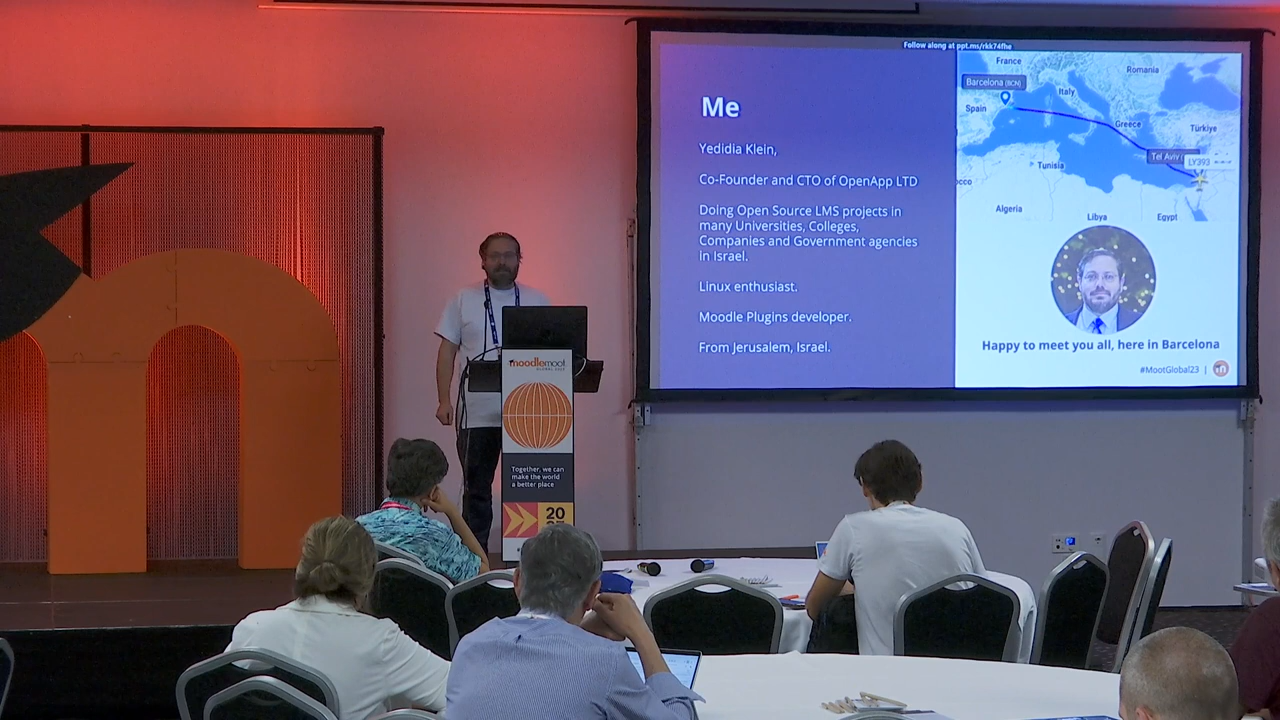 Follow along at ppt.ms/rkk74fhe
Me
Yedidia Klein,
Co-Founder and CTO of OpenApp LTD
Doing Open Source LMS projects in
many Universities, Colleges,
Companies and Government agencies
in Israel.
Linux enthusiast.
Moodle Plugins developer.
From Jerusalem, Israel.
France
Romania
Barcelona (BCN)
Italy
Spain
Greece
Türkiye
Tel Aviv
LY393
Tunisia
occo
Algeria
Libya
Egypt
Happy to meet you all, here in Barcelona
#MootGlobal23 |
moodlemoot
Together, we can
make the world
a better place
20